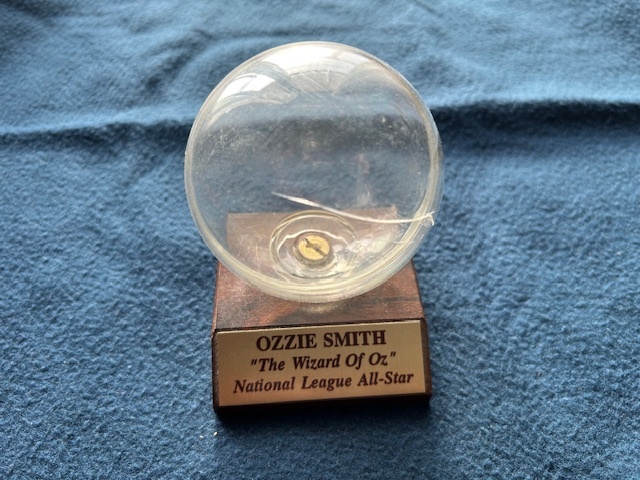 OZZIE SMITH
"The Wizard Of Oz"
National League All-Star